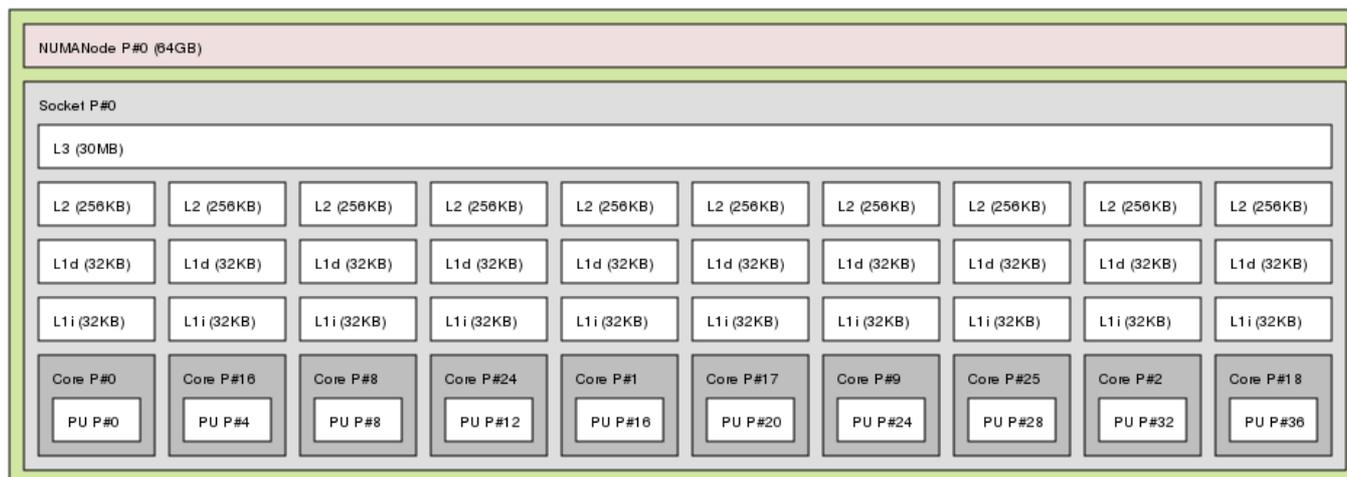 NUMANode P#0 (64GB)
Socket P#0
L3 (30MB)
L2 (256KB) L2 (256KB) L2 (256KB) L2 (256KB) L2 (256KB) L2 (256KB) L2 (256KB) L2 (256KB) L2 (256KB) L2 (256KB)
L1d (32KB) L1d (32KB) L1d (32KB) L1d (32KB) L1d (32KB) L1d (32KB) L1d (32KB) L1d (32KB) L1d (32KB) L1d (32KB)
L1i (32KB) L1i (32KB) L1i (32KB) L1i (32KB) L1i (32KB) L1i (32KB) L1i (32KB) L1i (32KB) L1i (32KB) L1i (32KB)
Core P#0 Core P#16 Core P#8 Core P#24 Core P#1 Core P#17 Core P#9 Core P#25 Core P#2 Core P#18
PU P#0 PU P#4 PU P#8 PU P#12 PU P#16 PU P#20 PU P#24 PU P#28 PU P#32 PU P#36